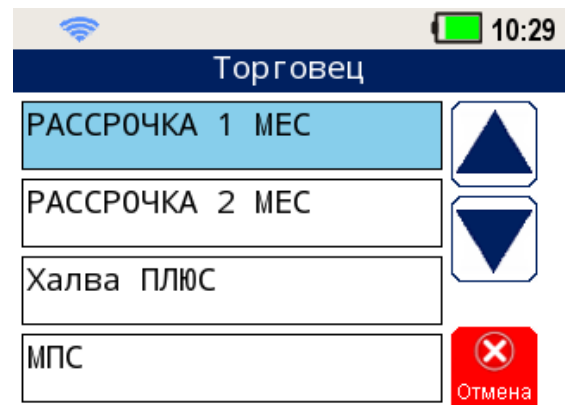 10:29
Торговец
РАССРОЧКА 1 МЕС
РАССРОЧКА 2 МЕС
Халва ПЛЮС
МПС
Отмена